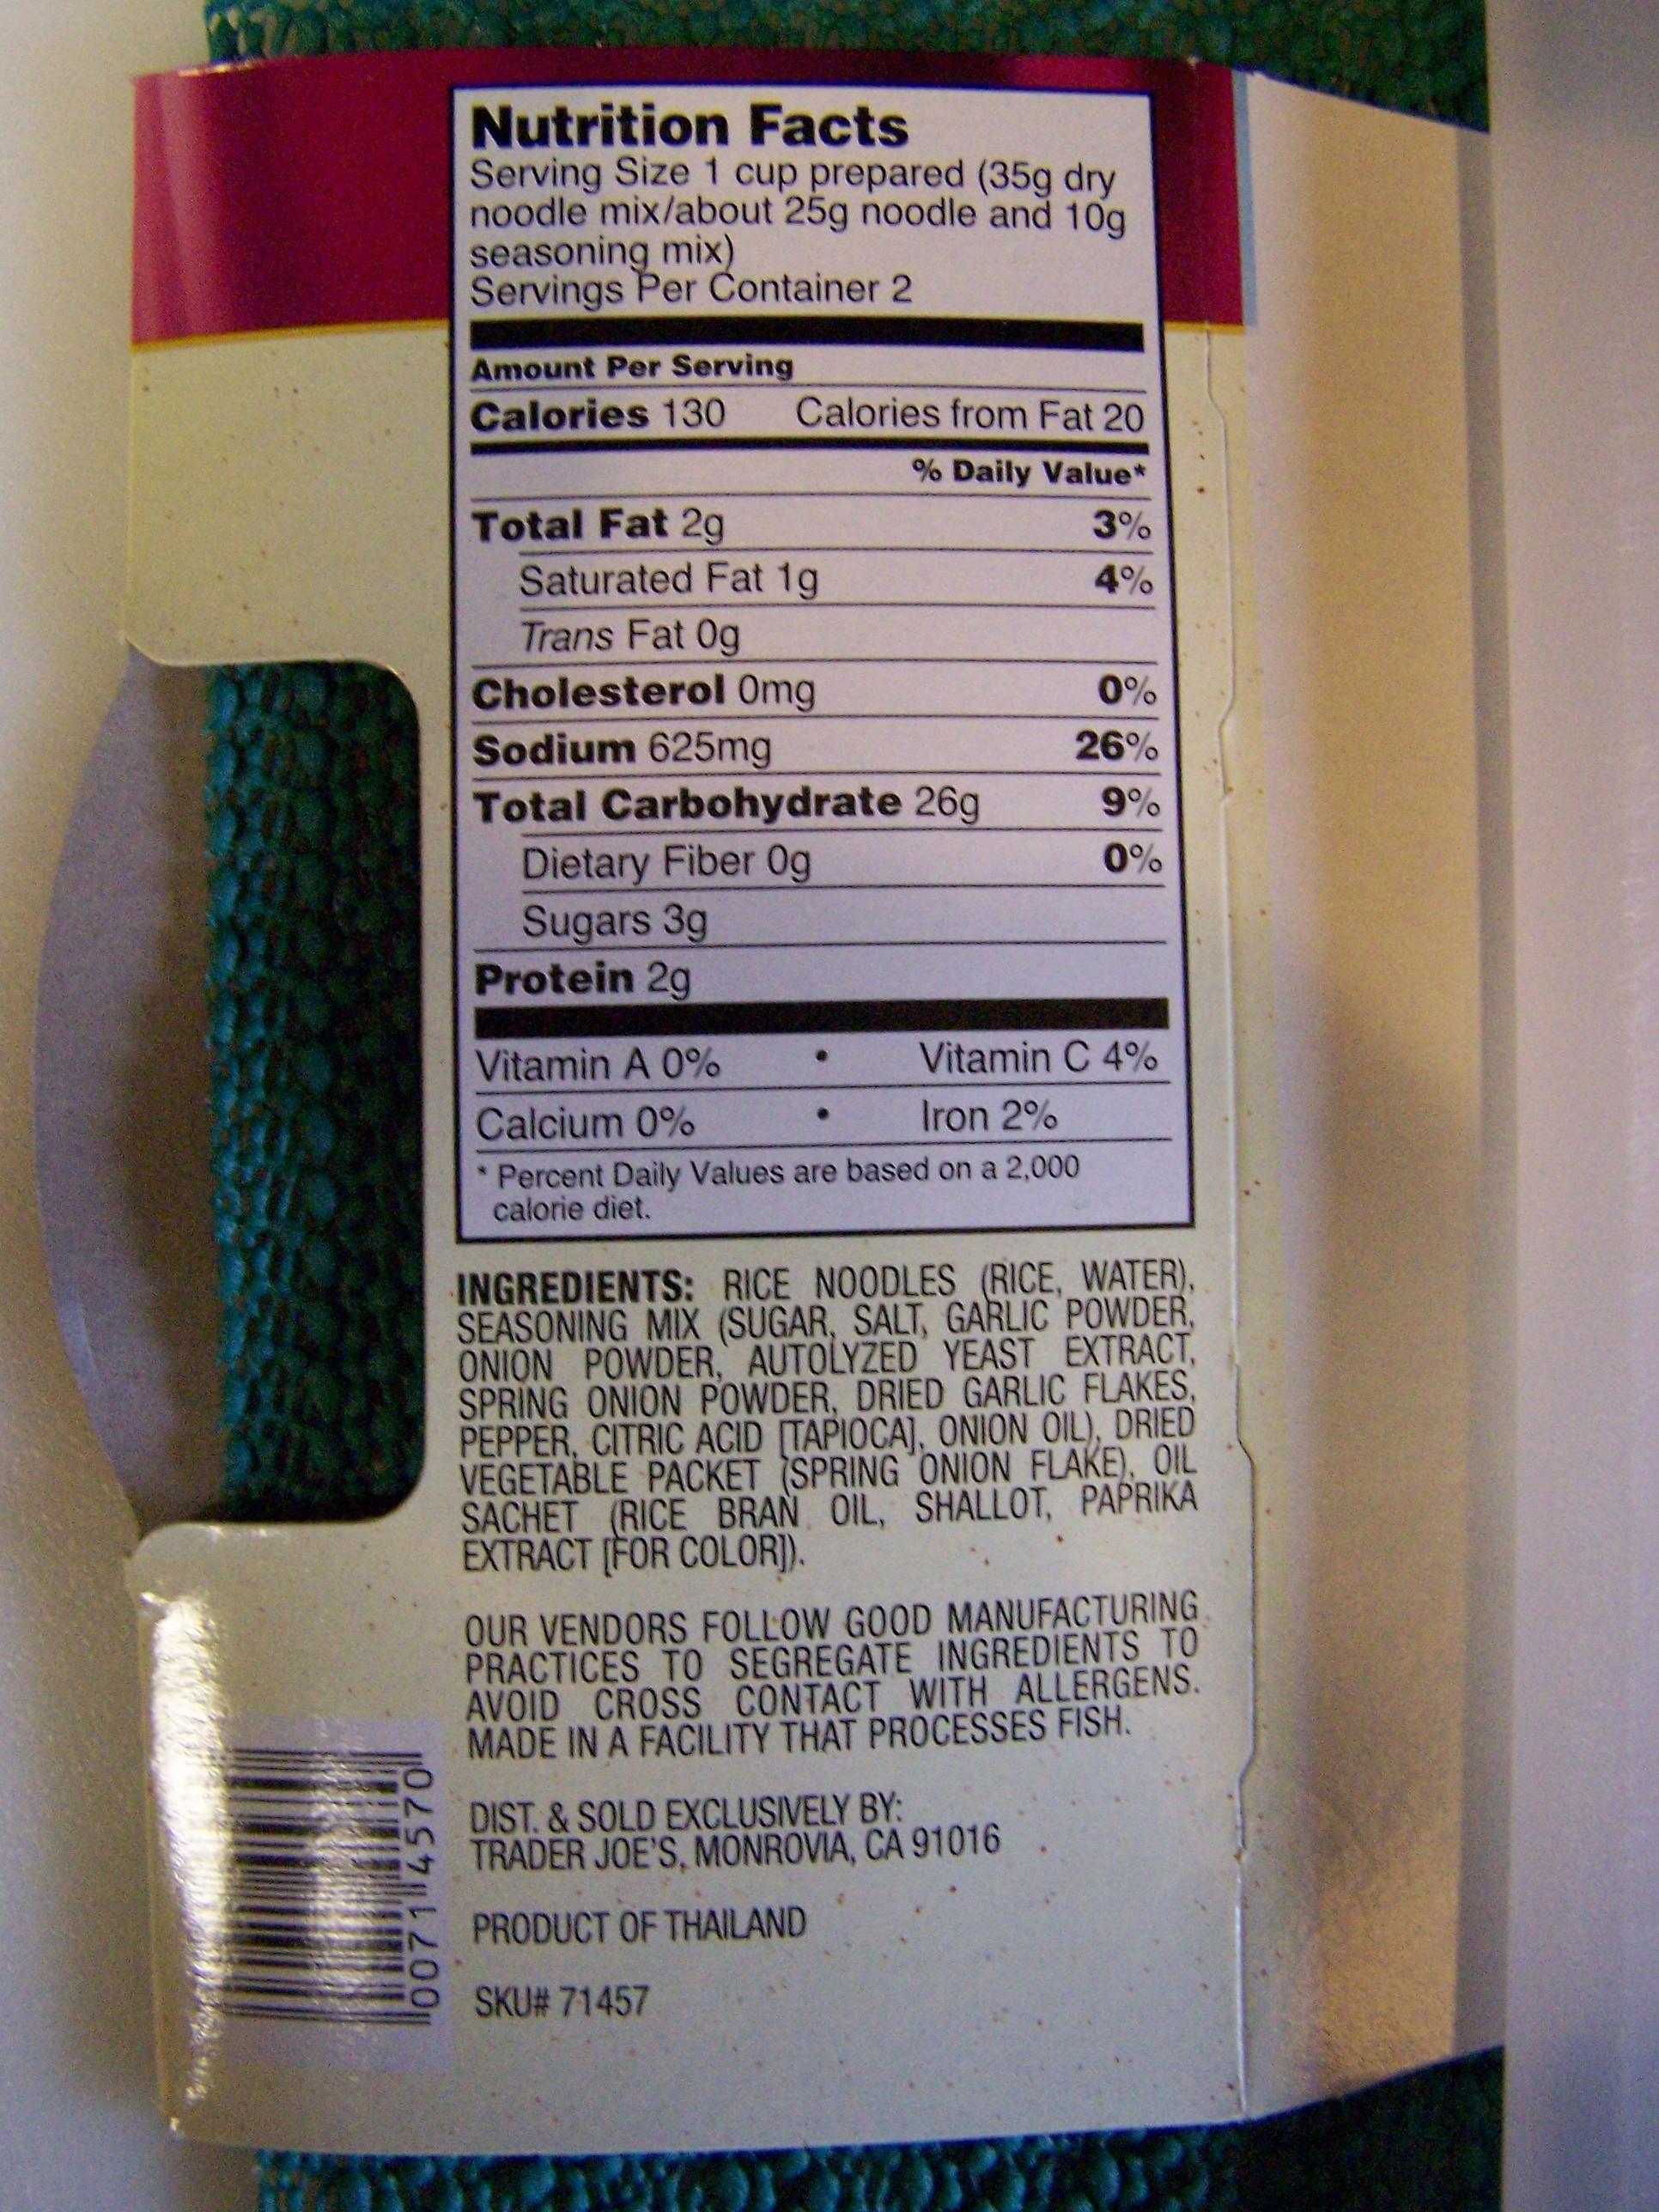 Nutrition Facts
Serving Size 1 cup prepared (35g dry
noodle mix/about 25g noodle and 10g
seasoning mix)
Servings Per Container 2
Amount Per Serving
Calories 130 Calories from Fat 20
% Daily Value*
Total Fat 2g 3%
Saturated Fat 1g 4%
Trans Fat 0g
Cholesterol 0mg 0%
Sodium 625mg 26%
Total Carbohydrate 26g 9%
Dietary Fiber 0g 0%
Sugars 3g
Protein 2g
Vitamin A 0% • Vitamin C 4%
Calcium 0% • Iron 2%
* Percent Daily Values are based on a 2,000
calorie diet.
INGREDIENTS: RICE NOODLES (RICE, WATER),
SEASONING MIX (SUGAR, SALT, GARLIC POWDER,
ONION POWDER, AUTOLYZED YEAST EXTRACT,
SPRING ONION POWDER, DRIED GARLIC FLAKES,
PEPPER, CITRIC ACID [TAPIOCA], ONION OIL), DRIED
VEGETABLE PACKET (SPRING ONION FLAKE), OIL
SACHET (RICE BRAN OIL, SHALLOT, PAPRIKA
EXTRACT [FOR COLOR]).
OUR VENDORS FOLLOW GOOD MANUFACTURING
PRACTICES TO SEGREGATE INGREDIENTS TO
AVOID CROSS CONTACT WITH ALLERGENS.
MADE IN A FACILITY THAT PROCESSES FISH.
DIST. & SOLD EXCLUSIVELY BY:
TRADER JOE'S, MONROVIA, CA 91016
PRODUCT OF THAILAND
SKU# 71457
00714570